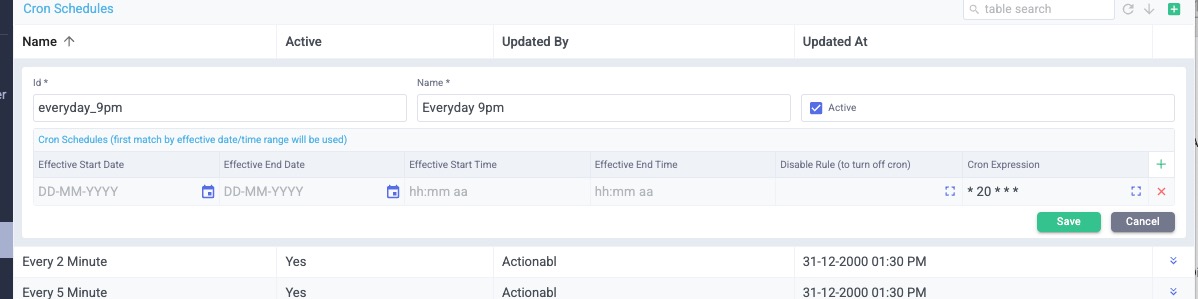 Cron Schedules table search
Name Active Updated By Updated At
er
Id * Name *
everyday_9pm Everyday 9pm Active
Cron Schedules (first match by effective date/time range will be used)
Effective Start Date Effective End Date Effective Start Time Effective End Time Disable Rule (to turn off cron) Cron Expression
DD-MM-YYYY DD-MM-YYYY hh:mm aa hh:mm aa * 20 * * *
Save Cancel
Every 2 Minute Yes Actionabl 31-12-2000 01:30 PM
Every 5 Minute Yes Actionabl 31-12-2000 01:30 PM